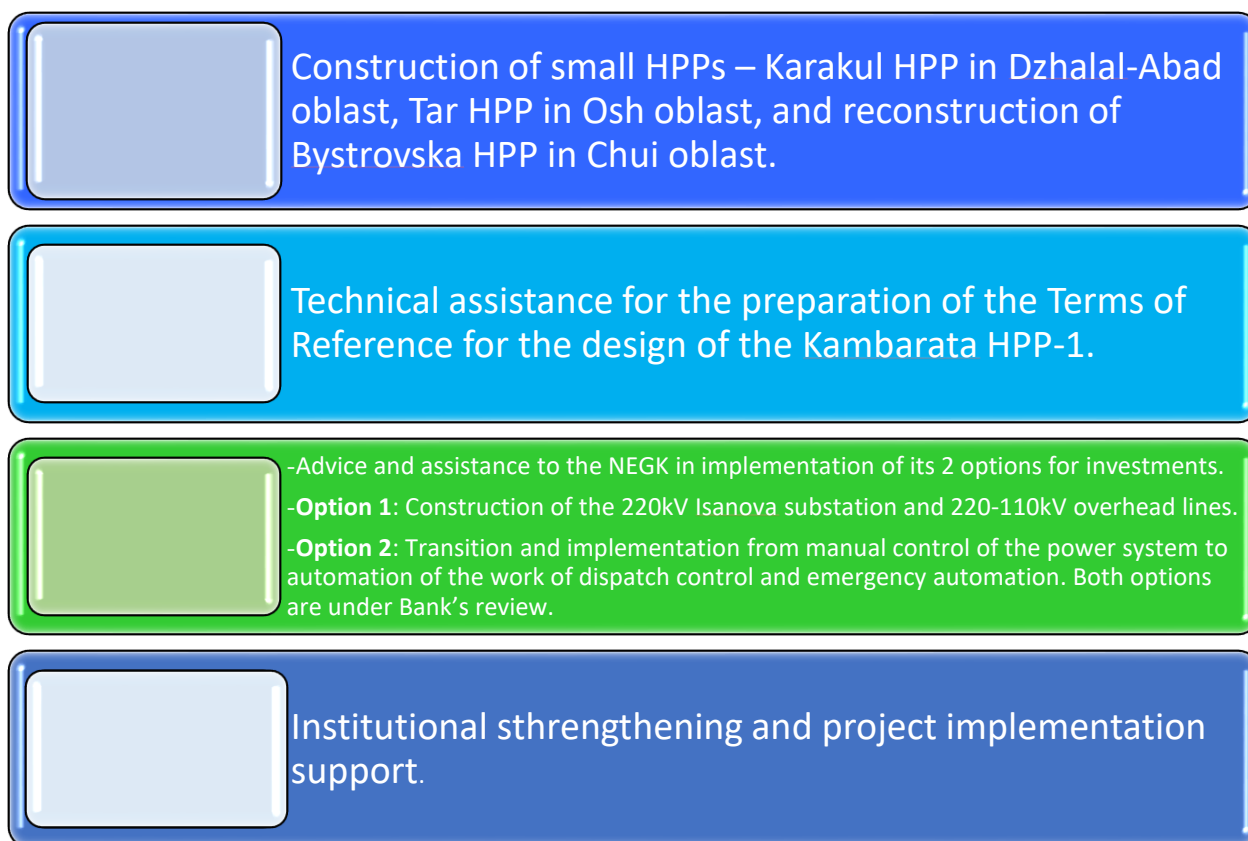 Construction of small HPPs – Karakul HPP in Dzhalal-Abad
oblast, Tar HPP in Osh oblast, and reconstruction of
Bystrovska HPP in Chui oblast.
Technical assistance for the preparation of the Terms of
Reference for the design of the Kambarata HPP-1.
-Advice and assistance to the NEGK in implementation of its 2 options for investments.
-Option 1: Construction of the 220kV Isanova substation and 220-110kV overhead lines.
-Option 2: Transition and implementation from manual control of the power system to
automation of the work of dispatch control and emergency automation. Both options
are under Bank’s review.
Institutional sthrengthening and project implementation
support.